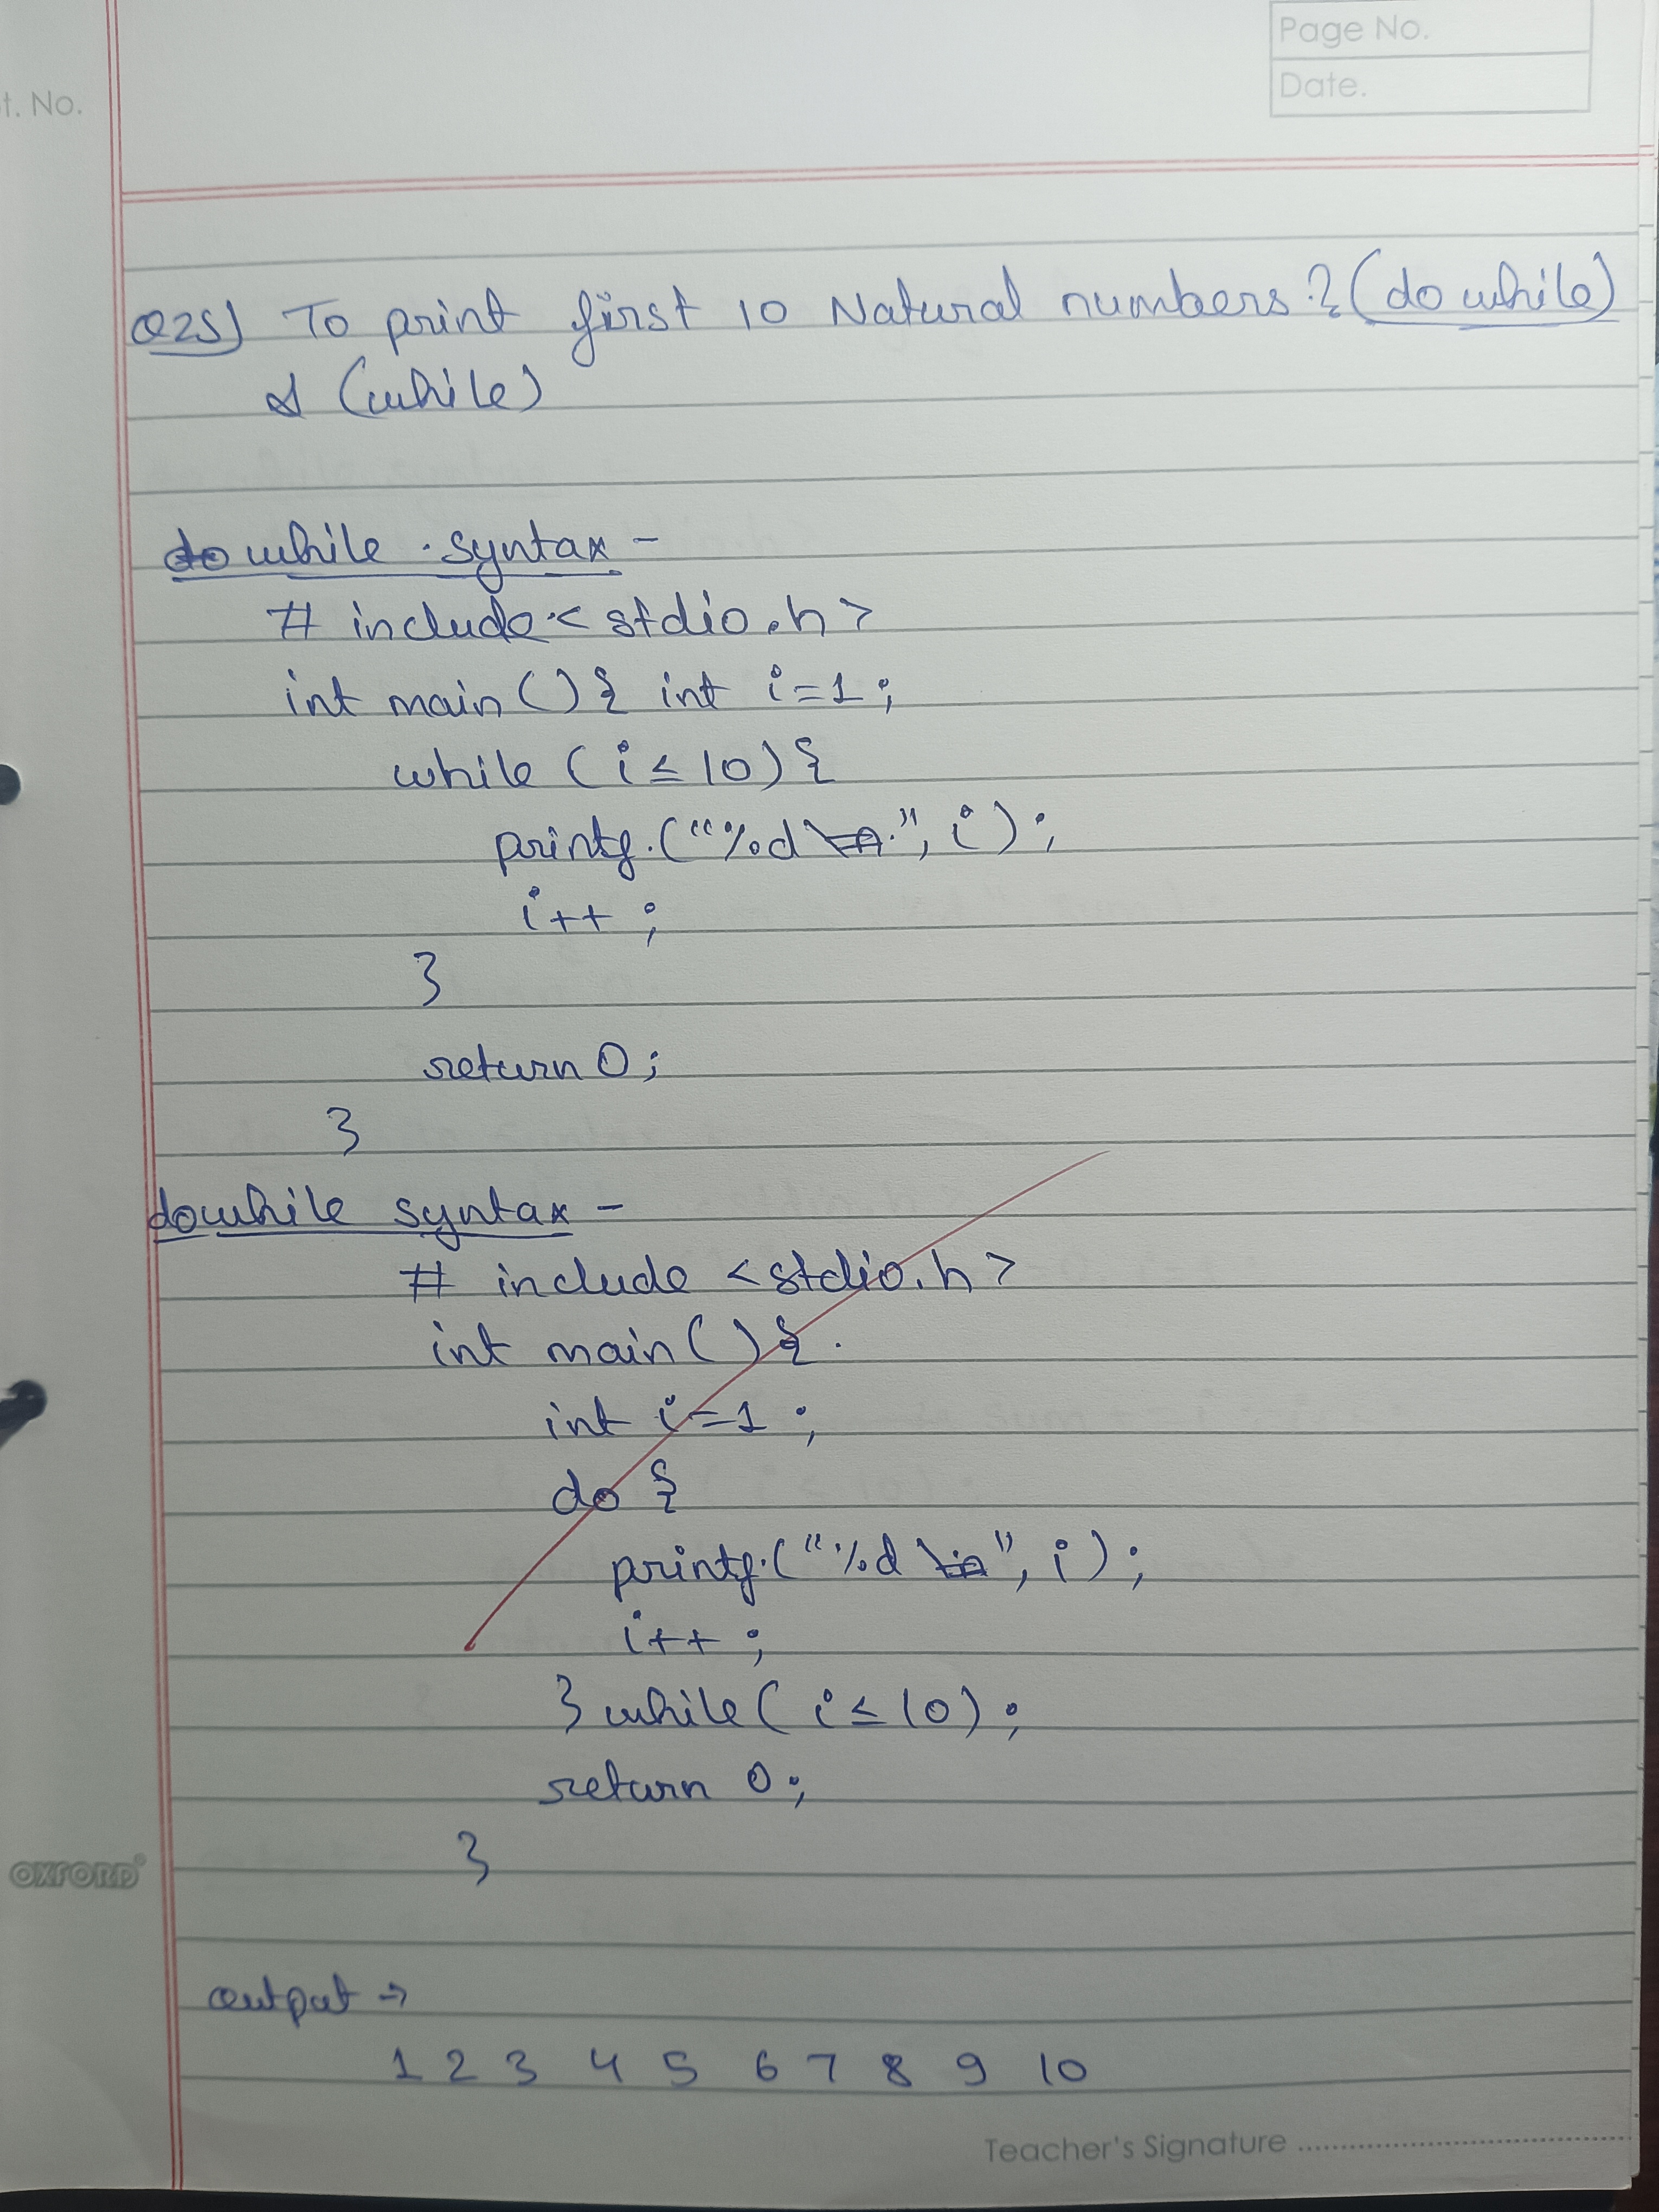 Page No.
Date.
t. No.
Q25) To print first 10 Natural numbers? (do while)
& (while)
do while syntax -
# include < stdio.h >
int main () { int i=1;
while ( i ≤ 10) {
printf ("%d \n", i);
i++ ;
}
return 0;
}
dowhile syntax -
# include <stdio.h >
int main () {
int i=1 ;
do {
printf ("%d \n", i);
i++ ;
} while ( i ≤ 10);
return 0;
}
OXFORD
output →
1 2 3 4 5 6 7 8 9 10
Teacher's Signature